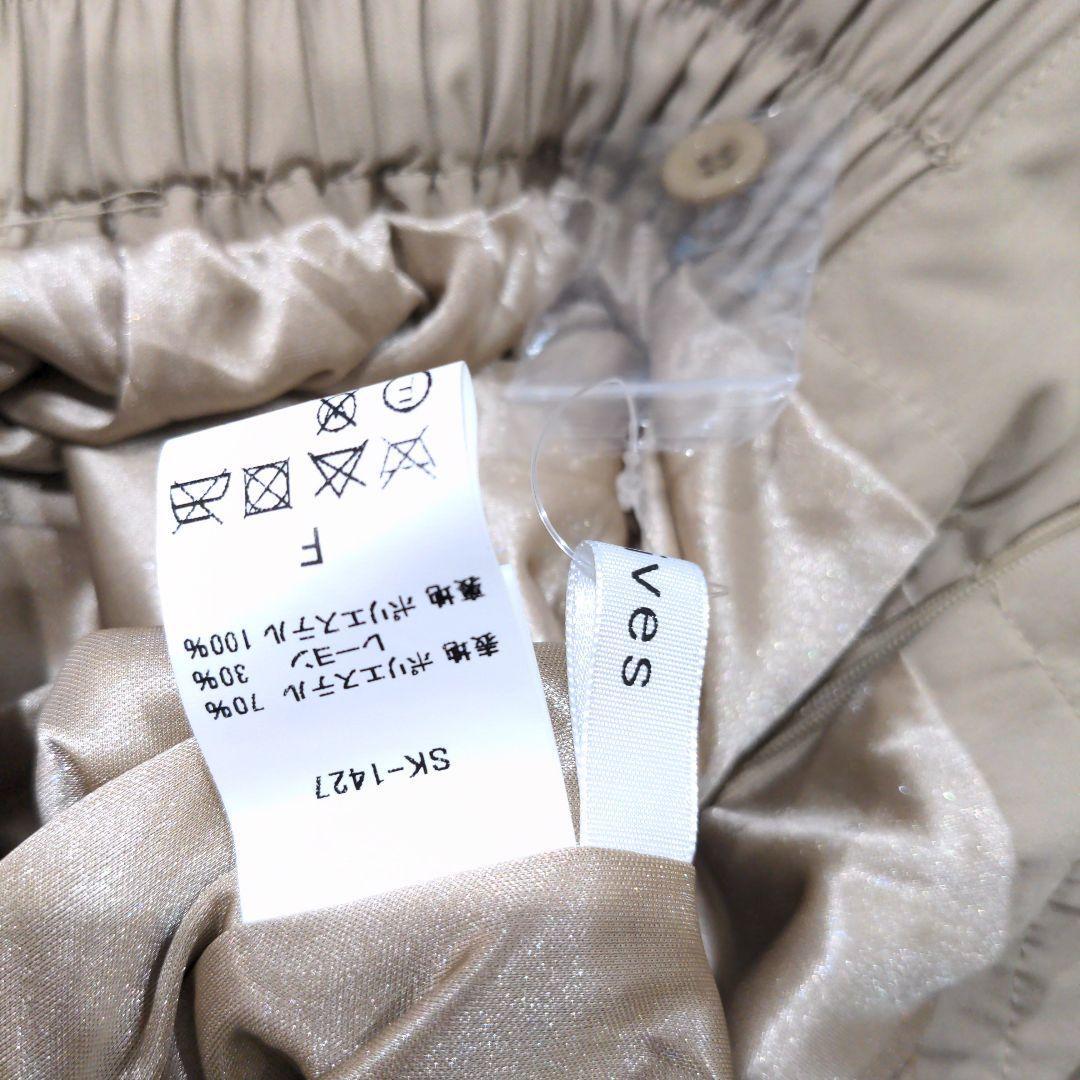 SK-1427
表地 ポリエステル 70%
レーヨン 30%
裏地 ポリエステル 100%
F
F
ves